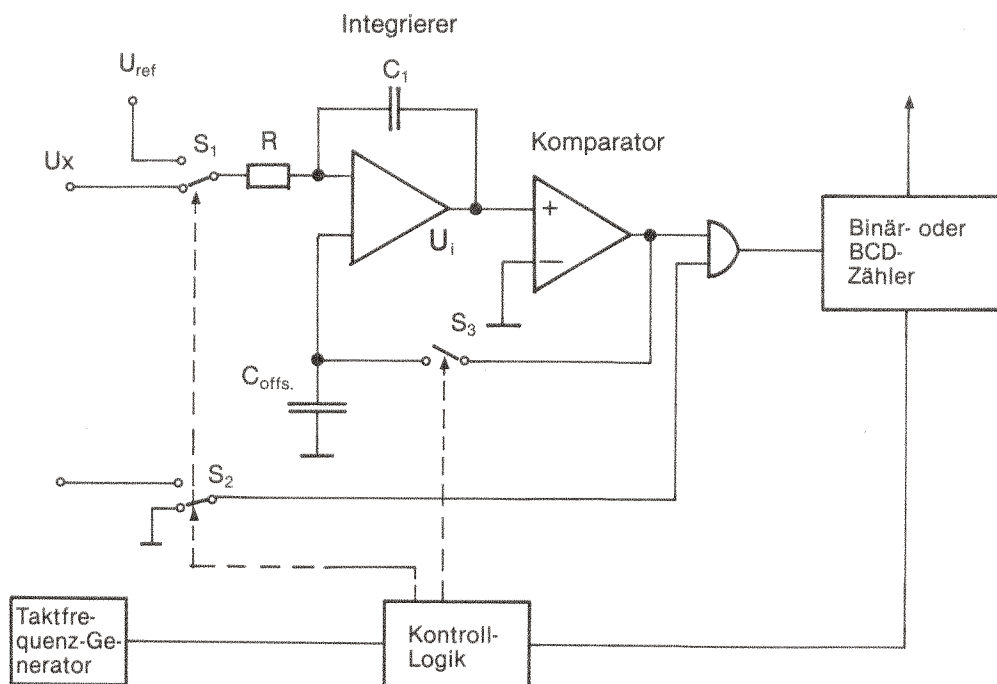 Integrierer
U_ref
C₁
S₁
R
Ux
Komparator
+
U_i
−
Binär- oder
BCD-
Zähler
S₃
C_offs.
S₂
Taktfre-
quenz-Ge-
nerator
Kontroll-
Logik